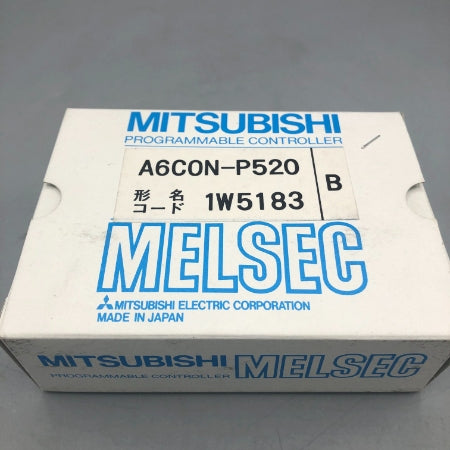 MITSUBISHI
PROGRAMMABLE CONTROLLER
A6CON-P520
形名
コード 1W5183
B
MELSEC
MITSUBISHI ELECTRIC CORPORATION
MADE IN JAPAN
MITSUBISHI
PROGRAMMABLE CONTROLLER
MELSEC